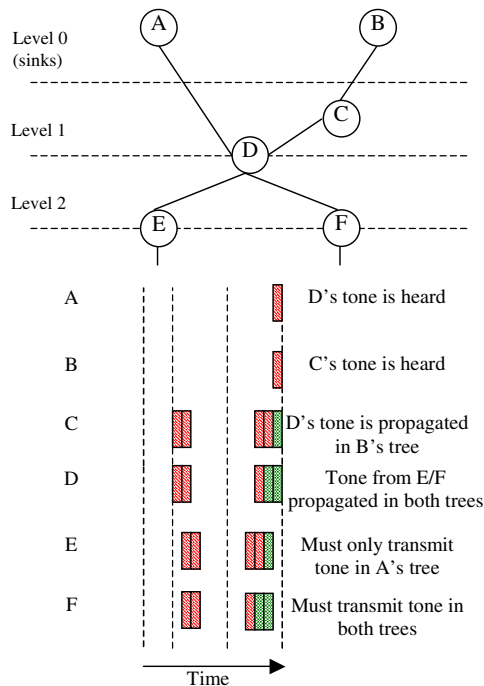 A
B
Level 0
(sinks)
C
Level 1
D
Level 2
E
F
A
D's tone is heard
B
C's tone is heard
C
D's tone is propagated
in B's tree
D
Tone from E/F
propagated in both trees
E
Must only transmit
tone in A's tree
F
Must transmit tone in
both trees
Time